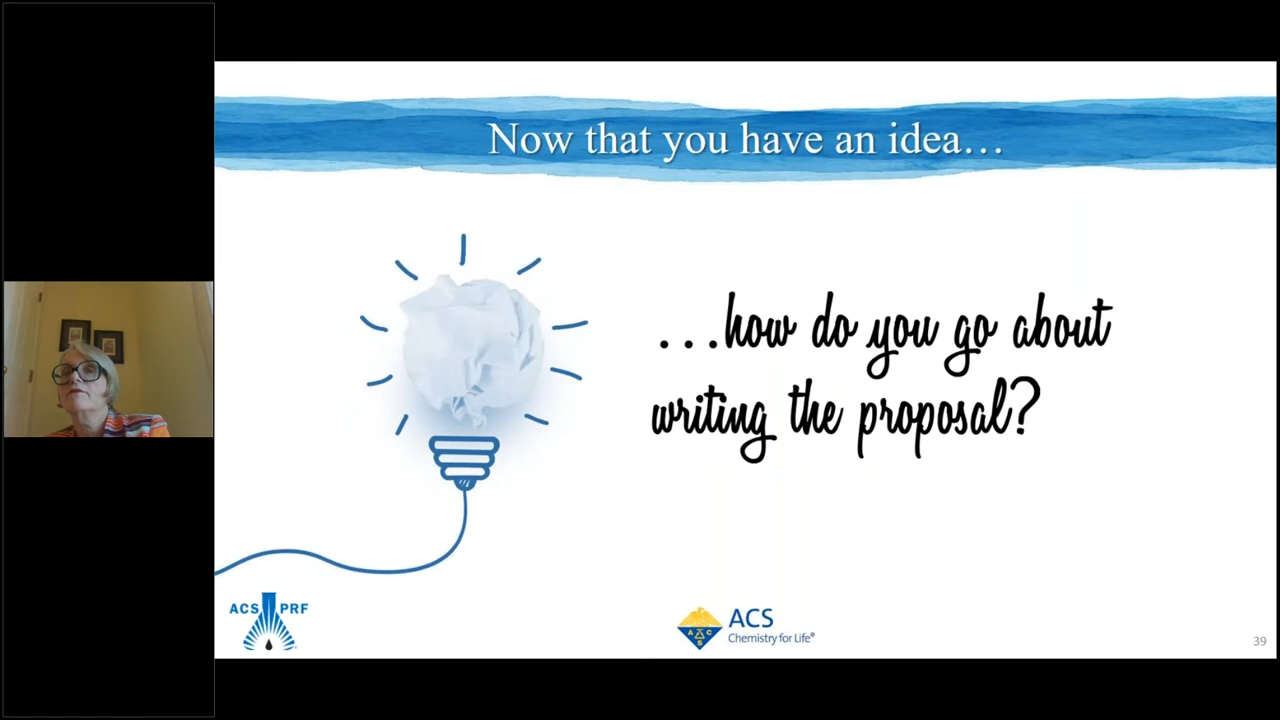 Now that you have an idea…
…how do you go about
writing the proposal?
ACS PRF
ACS
Chemistry for Life®
39